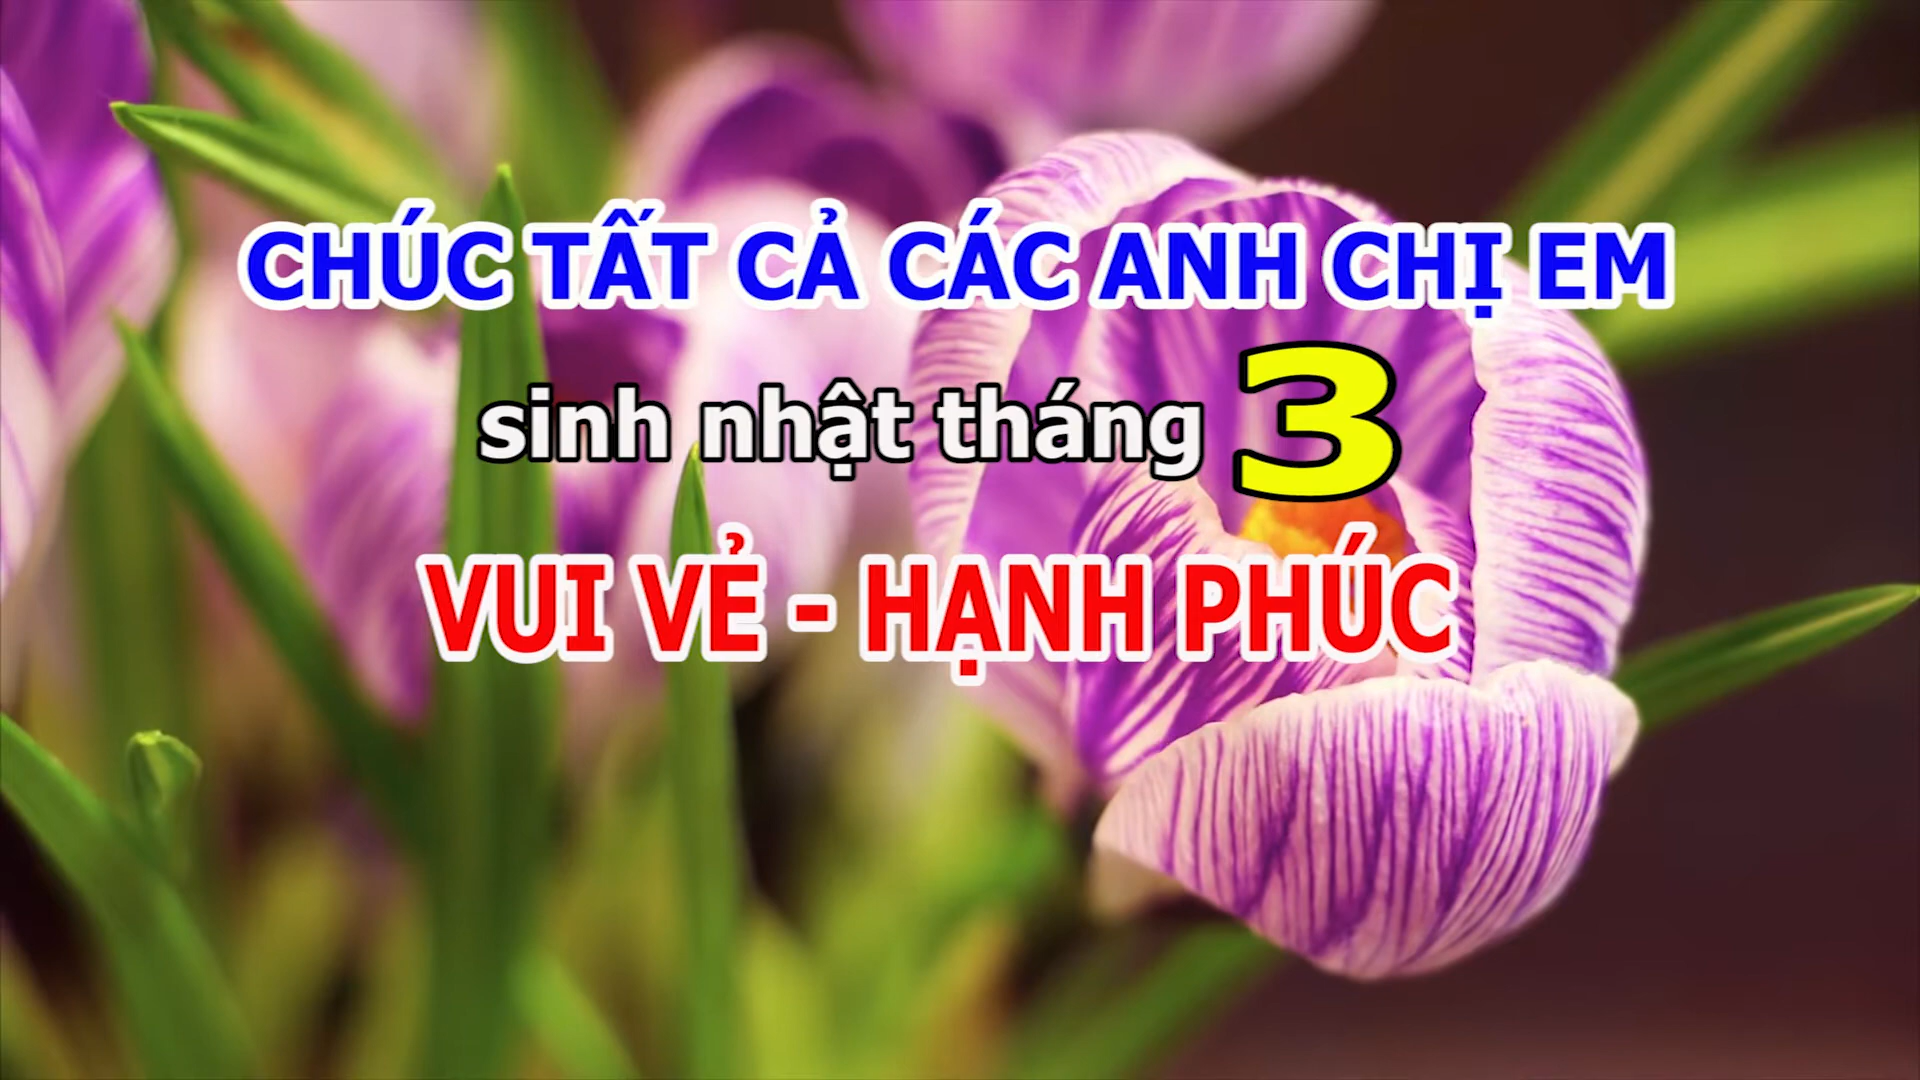 CHÚC TẤT CẢ CÁC ANH CHỊ EM
sinh nhật tháng 3
VUI VẺ - HẠNH PHÚC